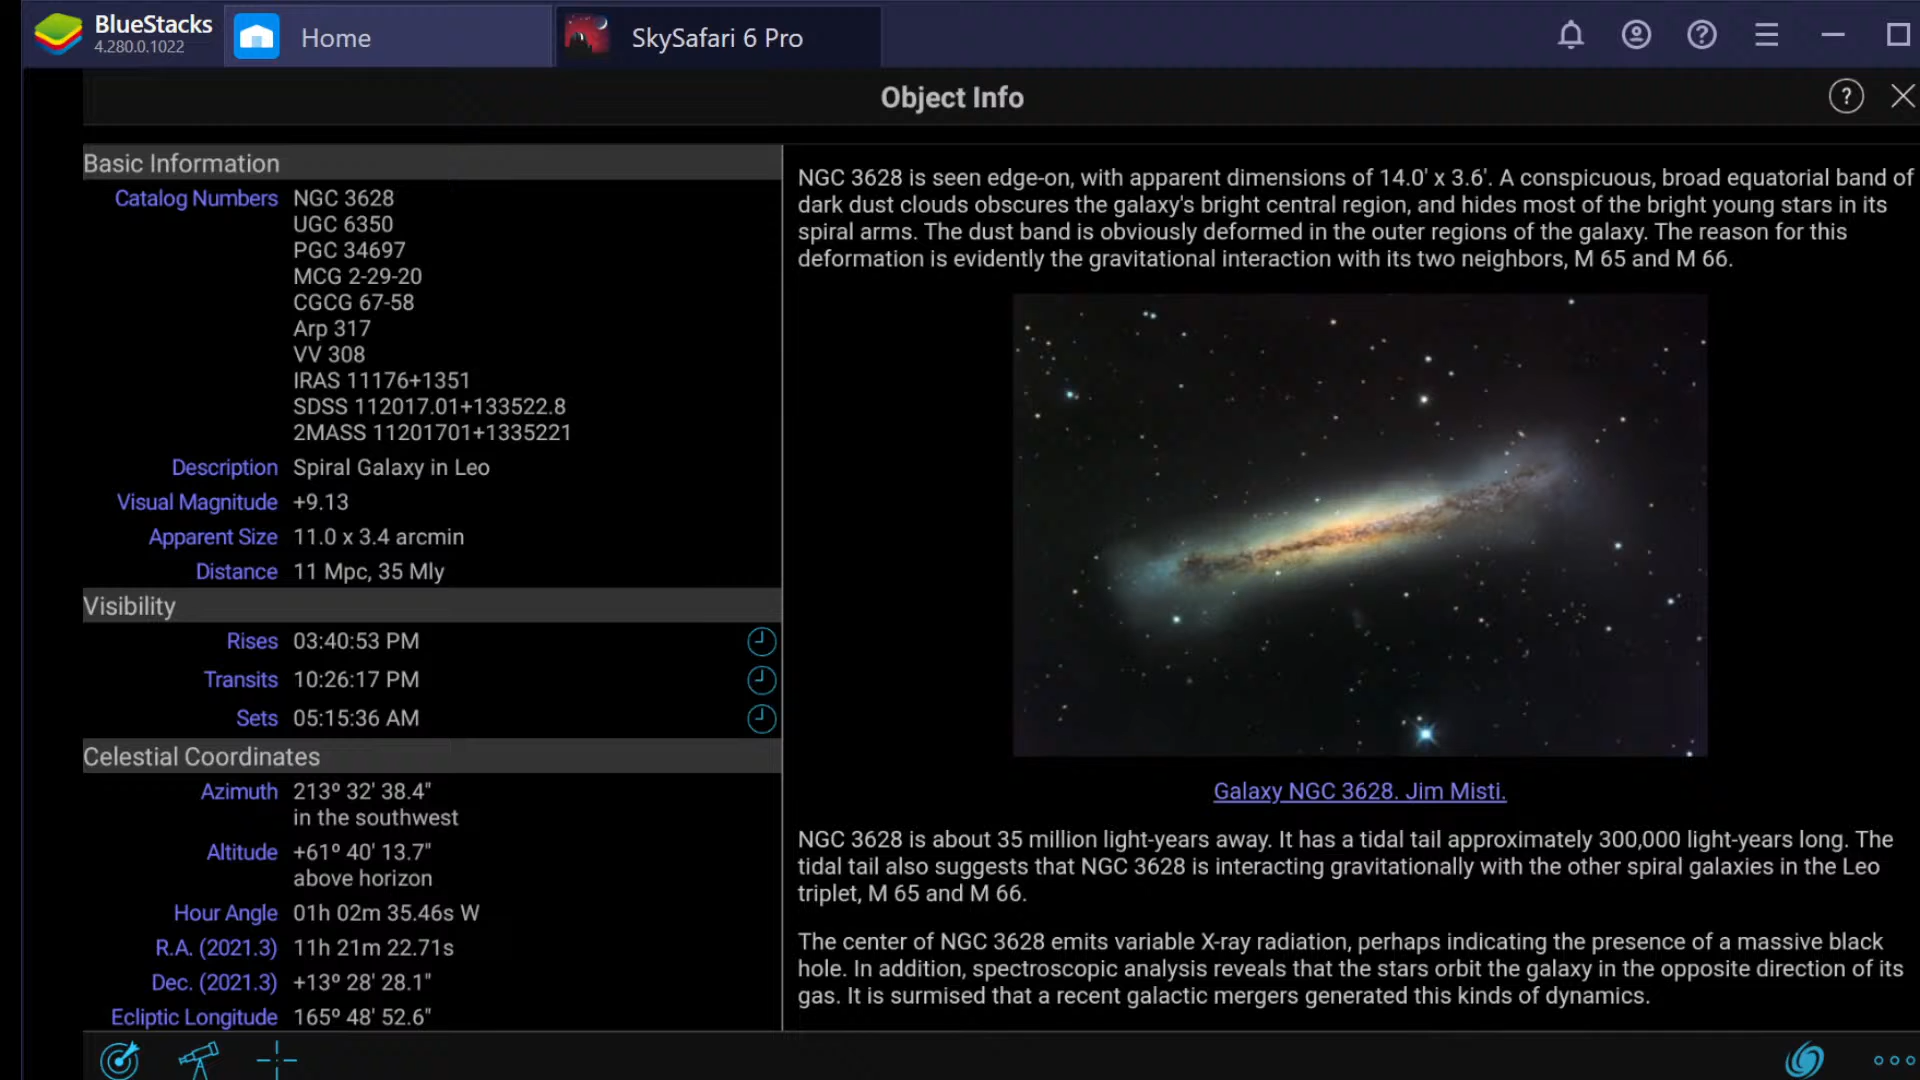 BlueStacks
4.280.0.1022
Home
SkySafari 6 Pro
Object Info
Basic Information
Catalog Numbers NGC 3628
UGC 6350
PGC 34697
MCG 2-29-20
CGCG 67-58
Arp 317
VV 308
IRAS 11176+1351
SDSS 112017.01+133522.8
2MASS 11201701+1335221
Description Spiral Galaxy in Leo
Visual Magnitude +9.13
Apparent Size 11.0 x 3.4 arcmin
Distance 11 Mpc, 35 Mly
Visibility
Rises 03:40:53 PM
Transits 10:26:17 PM
Sets 05:15:36 AM
Celestial Coordinates
Azimuth 213º 32' 38.4"
in the southwest
Altitude +61º 40' 13.7"
above horizon
Hour Angle 01h 02m 35.46s W
R.A. (2021.3) 11h 21m 22.71s
Dec. (2021.3) +13º 28' 28.1"
Ecliptic Longitude 165º 48' 52.6"
NGC 3628 is seen edge-on, with apparent dimensions of 14.0' x 3.6'. A conspicuous, broad equatorial band of
dark dust clouds obscures the galaxy's bright central region, and hides most of the bright young stars in its
spiral arms. The dust band is obviously deformed in the outer regions of the galaxy. The reason for this
deformation is evidently the gravitational interaction with its two neighbors, M 65 and M 66.
Galaxy NGC 3628. Jim Misti.
NGC 3628 is about 35 million light-years away. It has a tidal tail approximately 300,000 light-years long. The
tidal tail also suggests that NGC 3628 is interacting gravitationally with the other spiral galaxies in the Leo
triplet, M 65 and M 66.
The center of NGC 3628 emits variable X-ray radiation, perhaps indicating the presence of a massive black
hole. In addition, spectroscopic analysis reveals that the stars orbit the galaxy in the opposite direction of its
gas. It is surmised that a recent galactic mergers generated this kinds of dynamics.